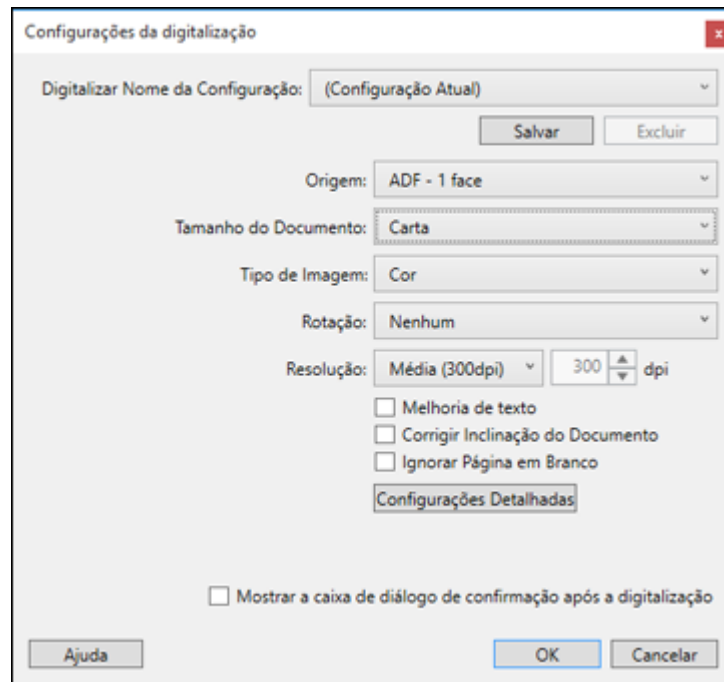 Configurações da digitalização
Digitalizar Nome da Configuração: (Configuração Atual)
Salvar Excluir
Origem: ADF - 1 face
Tamanho do Documento: Carta
Tipo de Imagem: Cor
Rotação: Nenhum
Resolução: Média (300dpi) 300 dpi
Melhoria de texto
Corrigir Inclinação do Documento
Ignorar Página em Branco
Configurações Detalhadas
Mostrar a caixa de diálogo de confirmação após a digitalização
Ajuda OK Cancelar